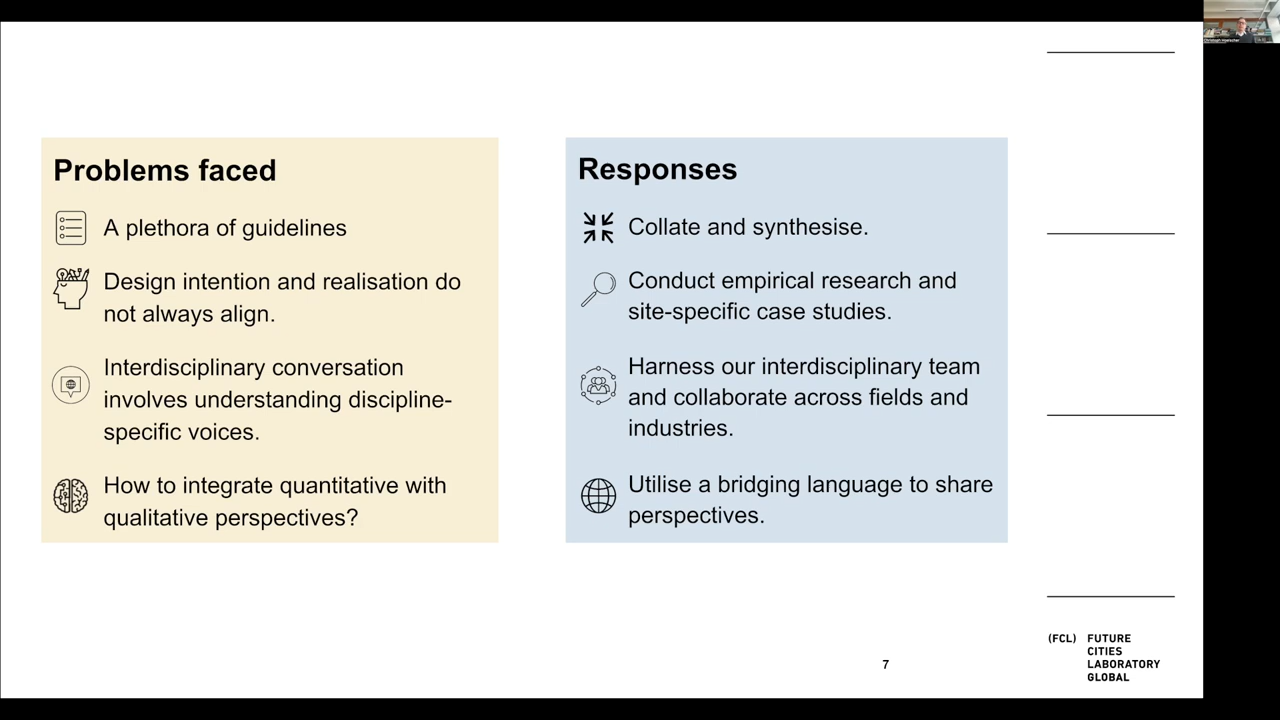 Problems faced
A plethora of guidelines
Design intention and realisation do
not always align.
Interdisciplinary conversation
involves understanding discipline-
specific voices.
How to integrate quantitative with
qualitative perspectives?
Responses
Collate and synthesise.
Conduct empirical research and
site-specific case studies.
Harness our interdisciplinary team
and collaborate across fields and
industries.
Utilise a bridging language to share
perspectives.
7
(FCL) FUTURE
CITIES
LABORATORY
GLOBAL